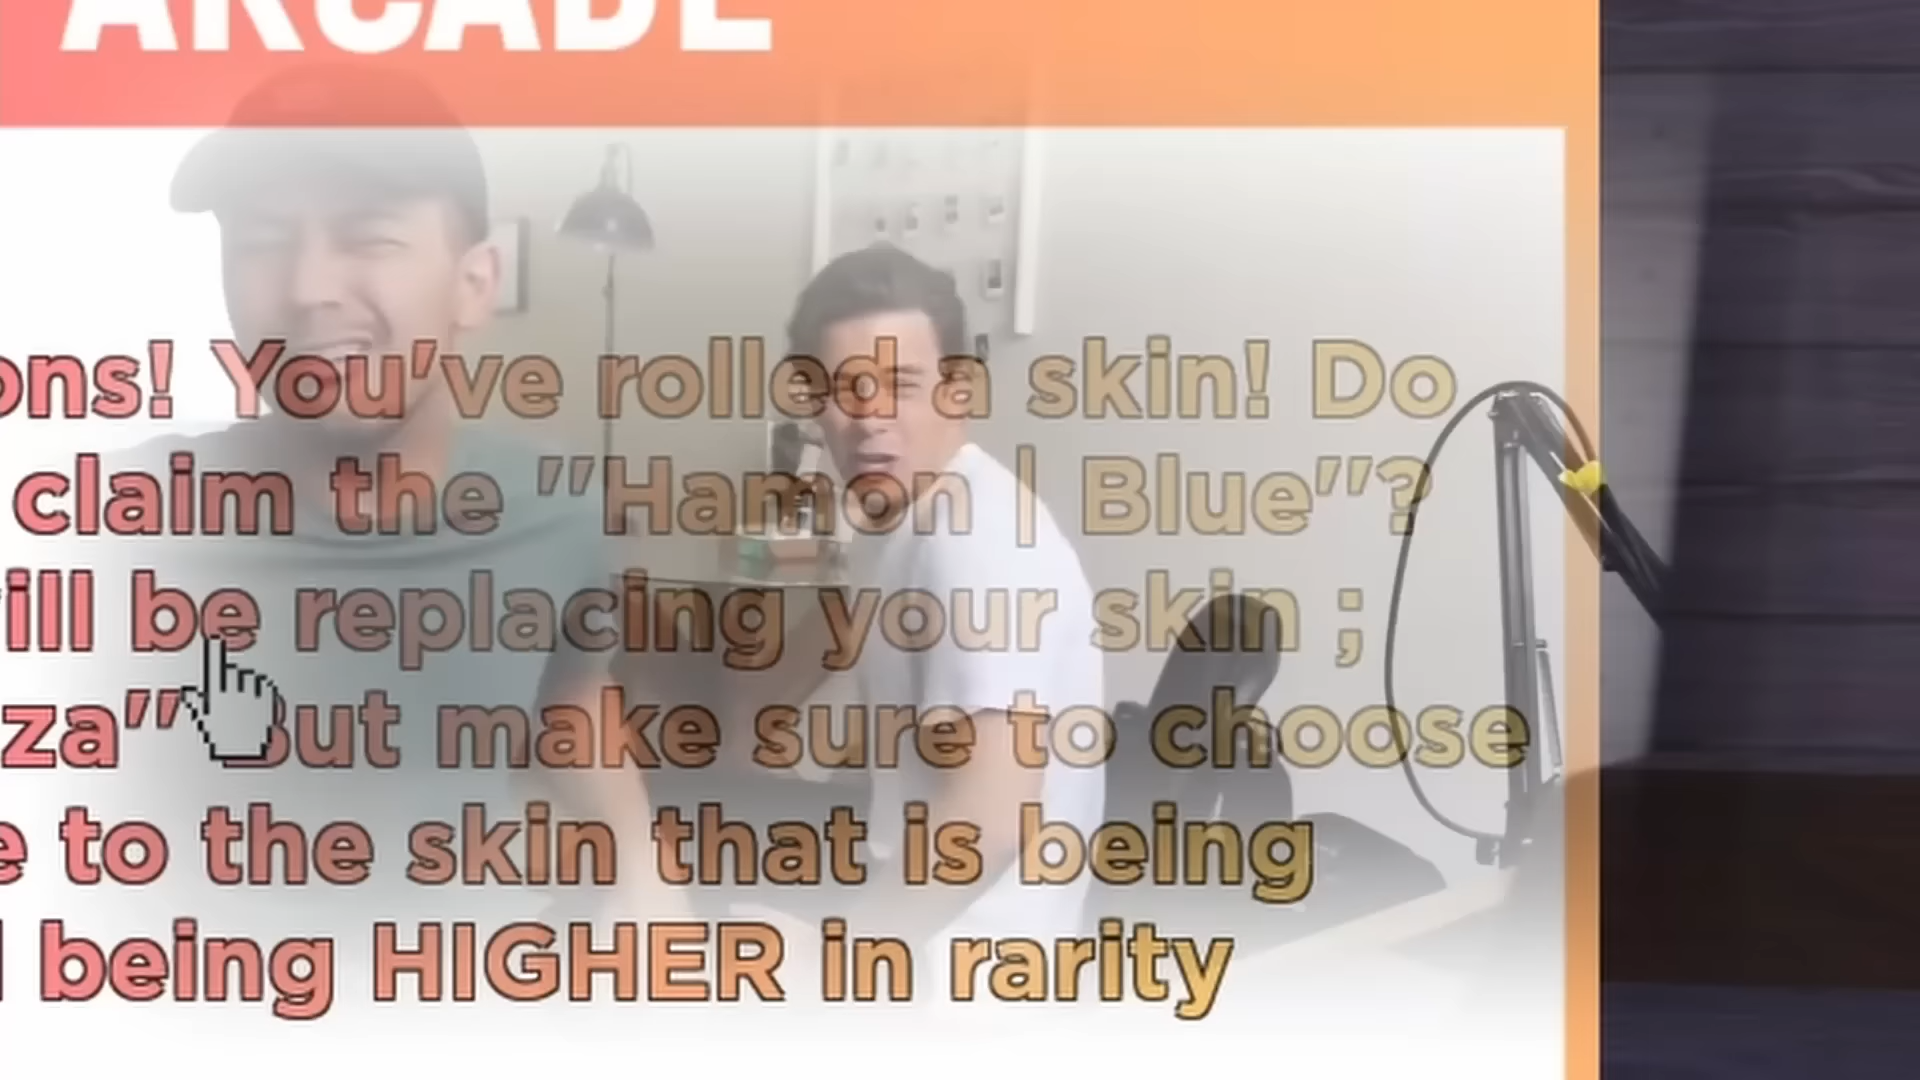 ARCADE
ons! You've rolled a skin! Do
claim the "Hamon | Blue"?
ill be replacing your skin ;
za" But make sure to choose
e to the skin that is being
being HIGHER in rarity